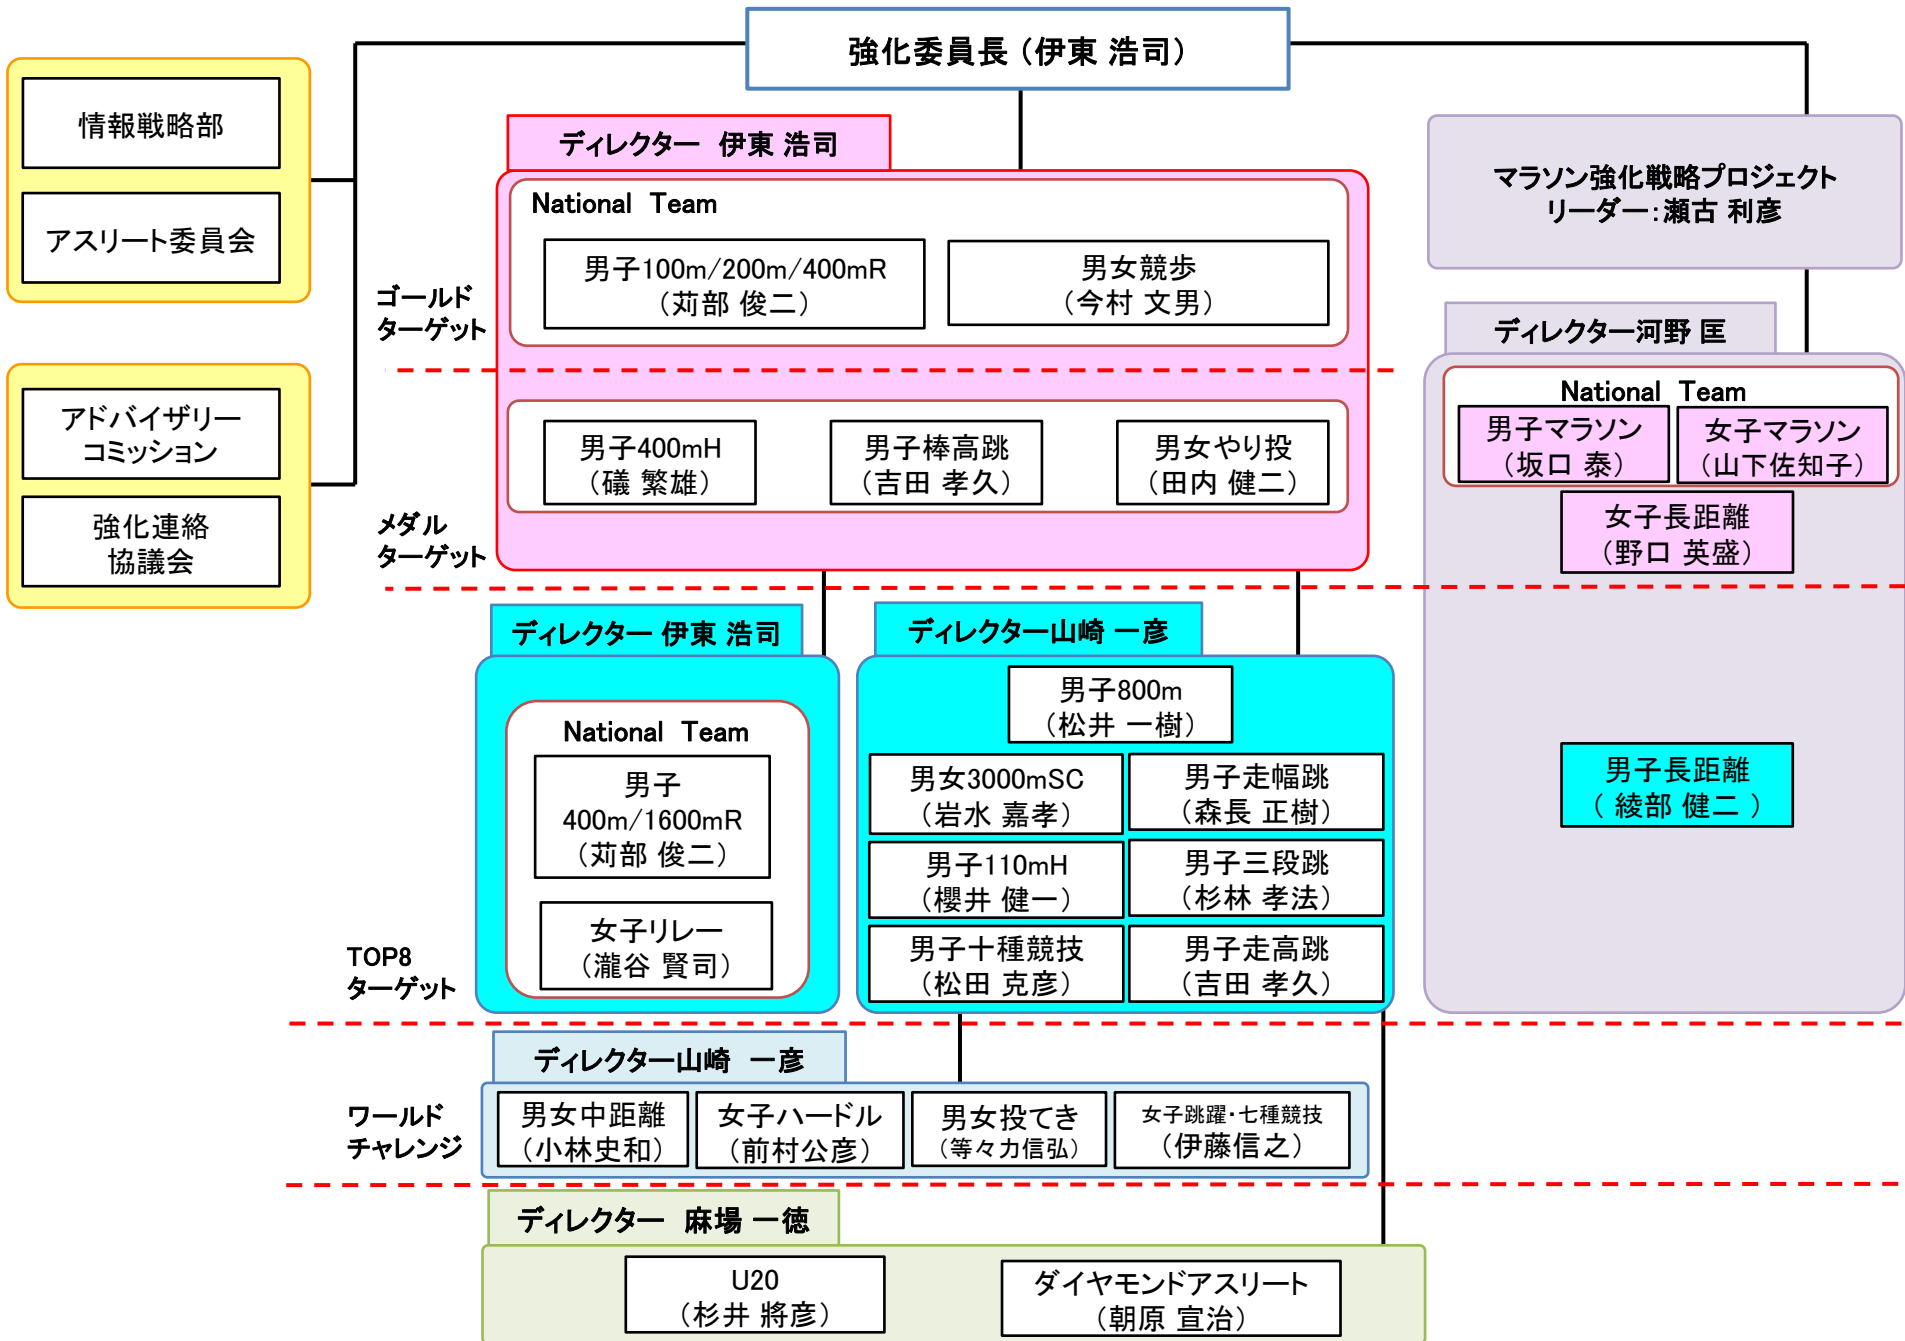 強化委員長（伊東 浩司）
情報戦略部
アスリート委員会
アドバイザリー
コミッション
強化連絡
協議会
ディレクター 伊東 浩司
National Team
男子100m/200m/400mR
（苅部 俊二）
男女競歩
（今村 文男）
ゴールド
ターゲット
男子400mH
（礒 繁雄）
男子棒高跳
（吉田 孝久）
男女やり投
（田内 健二）
メダル
ターゲット
マラソン強化戦略プロジェクト
リーダー：瀬古 利彦
ディレクター河野 匡
National Team
男子マラソン
（坂口 泰）
女子マラソン
（山下佐知子）
女子長距離
（野口 英盛）
男子長距離
（ 綾部 健二 ）
ディレクター 伊東 浩司
National Team
男子
400m/1600mR
（苅部 俊二）
女子リレー
（瀧谷 賢司）
TOP8
ターゲット
ディレクター山崎 一彦
男子800m
（松井 一樹）
男女3000mSC
（岩水 嘉孝）
男子走幅跳
（森長 正樹）
男子110mH
（櫻井 健一）
男子三段跳
（杉林 孝法）
男子十種競技
（松田 克彦）
男子走高跳
（吉田 孝久）
ディレクター山崎 一彦
ワールド
チャレンジ
男女中距離
（小林史和）
女子ハードル
（前村公彦）
男女投てき
（等々力信弘）
女子跳躍・七種競技
（伊藤信之）
ディレクター 麻場 一徳
U20
（杉井 將彦）
ダイヤモンドアスリート
（朝原 宣治）